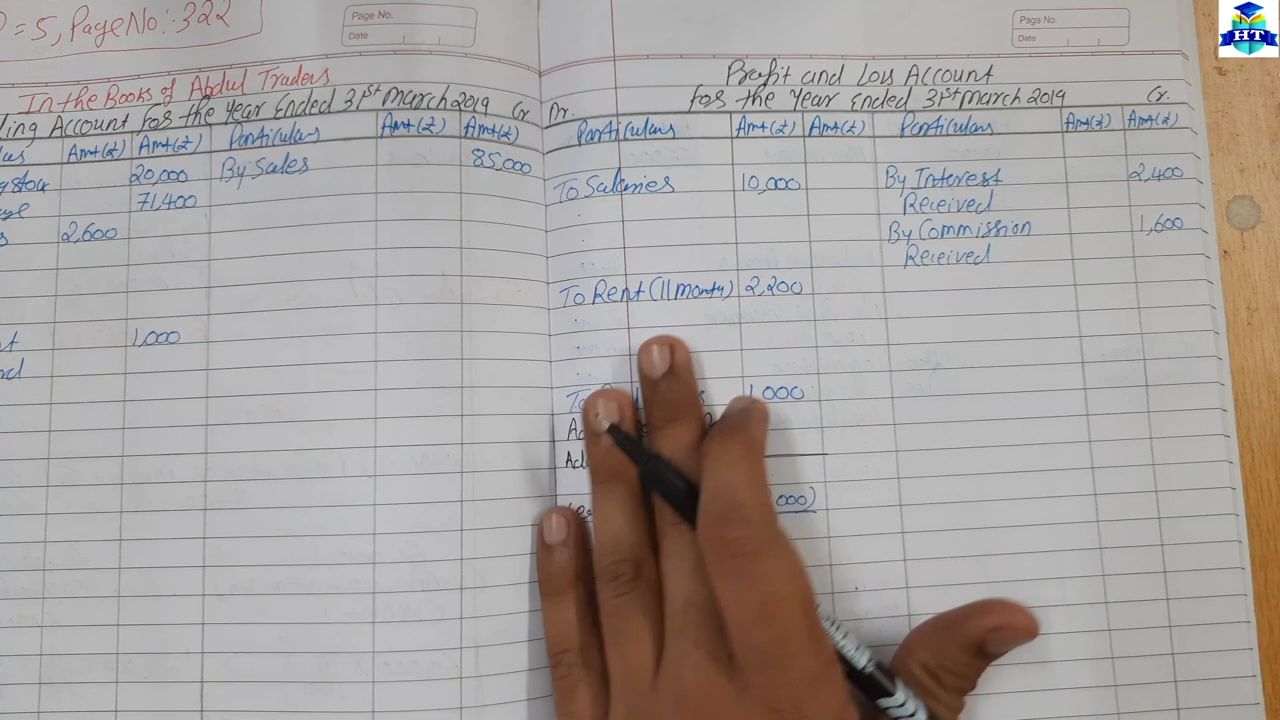 = 5, Page No:- 322
Page No.
Date
In the Books of Abdul Traders
Account for the Year Ended 31st March 2019 Cr
Amt(₹) Amt(₹) Particulars Amt(₹) Amt(₹)
20,000 By Sales 85,000
71,400
2,600
1,000
Page No.
Date
HT
Profit and Loss Account
for the Year Ended 31st March 2019
Dr. Cr.
Particulars Amt(₹) Amt(₹) Particulars Amt(₹) Amt(₹)
To Salaries 10,000 By Interest 2,400
Received
By Commission 1,600
Received
To Rent (11 month) 2,200
To 1,000
000)